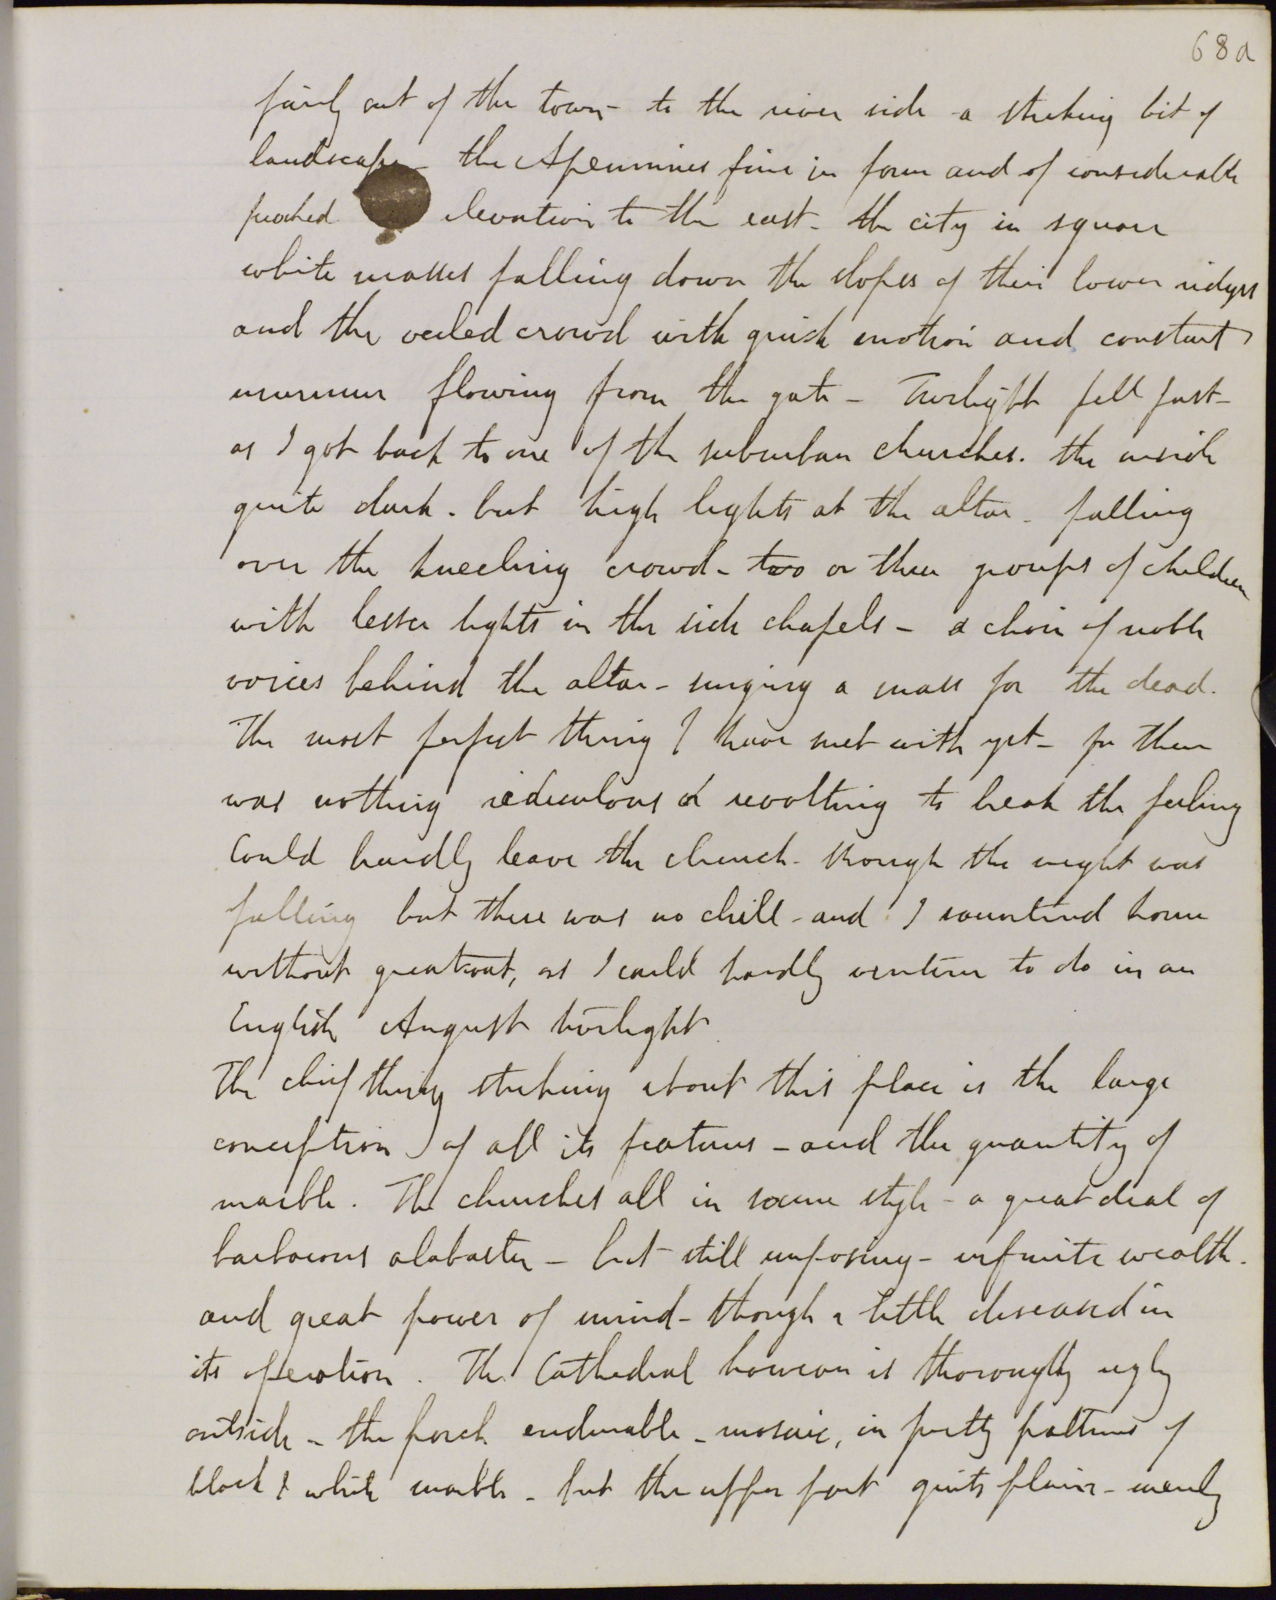 68a
fairly out of the town - to the river side - a striking bit of
landscape - the Apennines fine in form and of considerable
peaked elevation to the east - the city in square
white masses falling down the slopes of their lower ridges
and the veiled crowd with quick motion and constant
murmur flowing from the gate - Twilight fell fast -
as I got back to one of the suburban churches. the inside
quite dark. but high lights at the altar - falling
over the kneeling crowd - two or three groups of children
with lesser lights in the side chapels - a choir of noble
voices behind the altar - singing a mass for the dead.
The most perfect thing I have met with yet - for there
was nothing ridiculous or revolting to break the feeling
Could hardly leave the church - though the night was
falling but there was no chill - and I sauntered home
without greatcoat, as I could hardly venture to do in an
English August twilight
The chief thing striking about this place is the large
conception of all its features - and the quantity of
marble. The churches all in same style - a great deal of
barbarous alabaster - but still imposing - infinite wealth -
and great power of mind - though a little diseased in
its operation. The Cathedral however is thoroughly ugly
outside - the porch endurable - mosaic, in pretty patterns of
black & white marble - but the upper part quite plain - merely